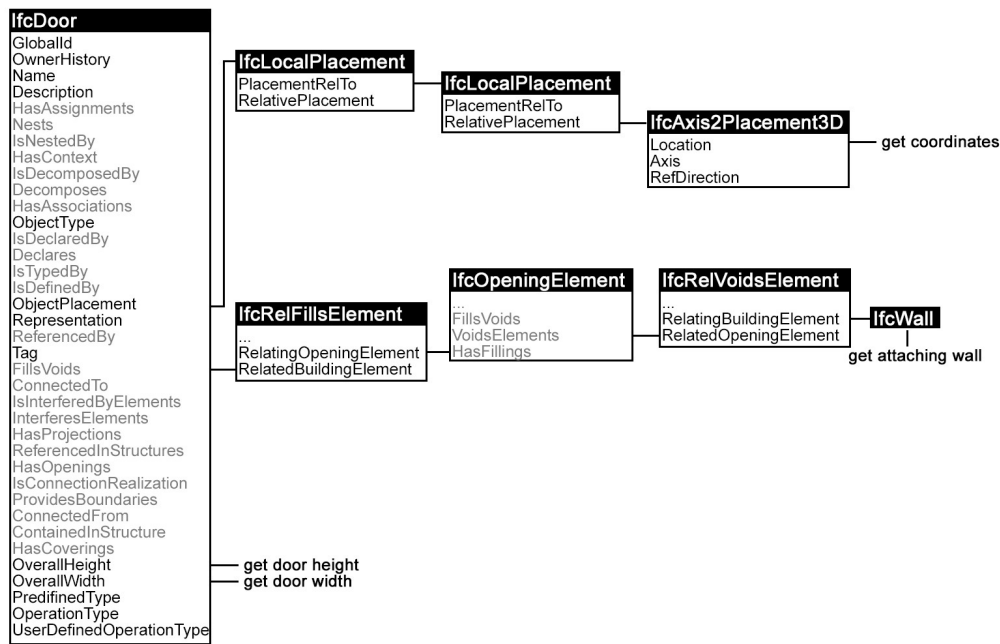 IfcDoor
GlobalId
OwnerHistory
Name
Description
HasAssignments
Nests
IsNestedBy
HasContext
IsDecomposedBy
Decomposes
HasAssociations
ObjectType
IsDeclaredBy
Declares
IsTypedBy
IsDefinedBy
ObjectPlacement
Representation
ReferencedBy
Tag
FillsVoids
ConnectedTo
IsInterferedByElements
InterferesElements
HasProjections
ReferencedInStructures
HasOpenings
IsConnectionRealization
ProvidesBoundaries
ConnectedFrom
ContainedInStructure
HasCoverings
OverallHeight
OverallWidth
PredifinedType
OperationType
UserDefinedOperationType
IfcLocalPlacement
PlacementRelTo
RelativePlacement
IfcLocalPlacement
PlacementRelTo
RelativePlacement
IfcAxis2Placement3D
Location
Axis
RefDirection
get coordinates
IfcRelFillsElement
...
RelatingOpeningElement
RelatedBuildingElement
IfcOpeningElement
...
FillsVoids
VoidsElements
HasFillings
IfcRelVoidsElement
...
RelatingBuildingElement
RelatedOpeningElement
IfcWall
get attaching wall
get door height
get door width